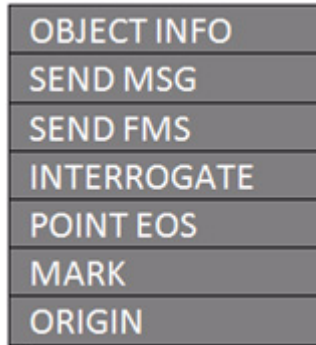 OBJECT INFO
SEND MSG
SEND FMS
INTERROGATE
POINT EOS
MARK
ORIGIN